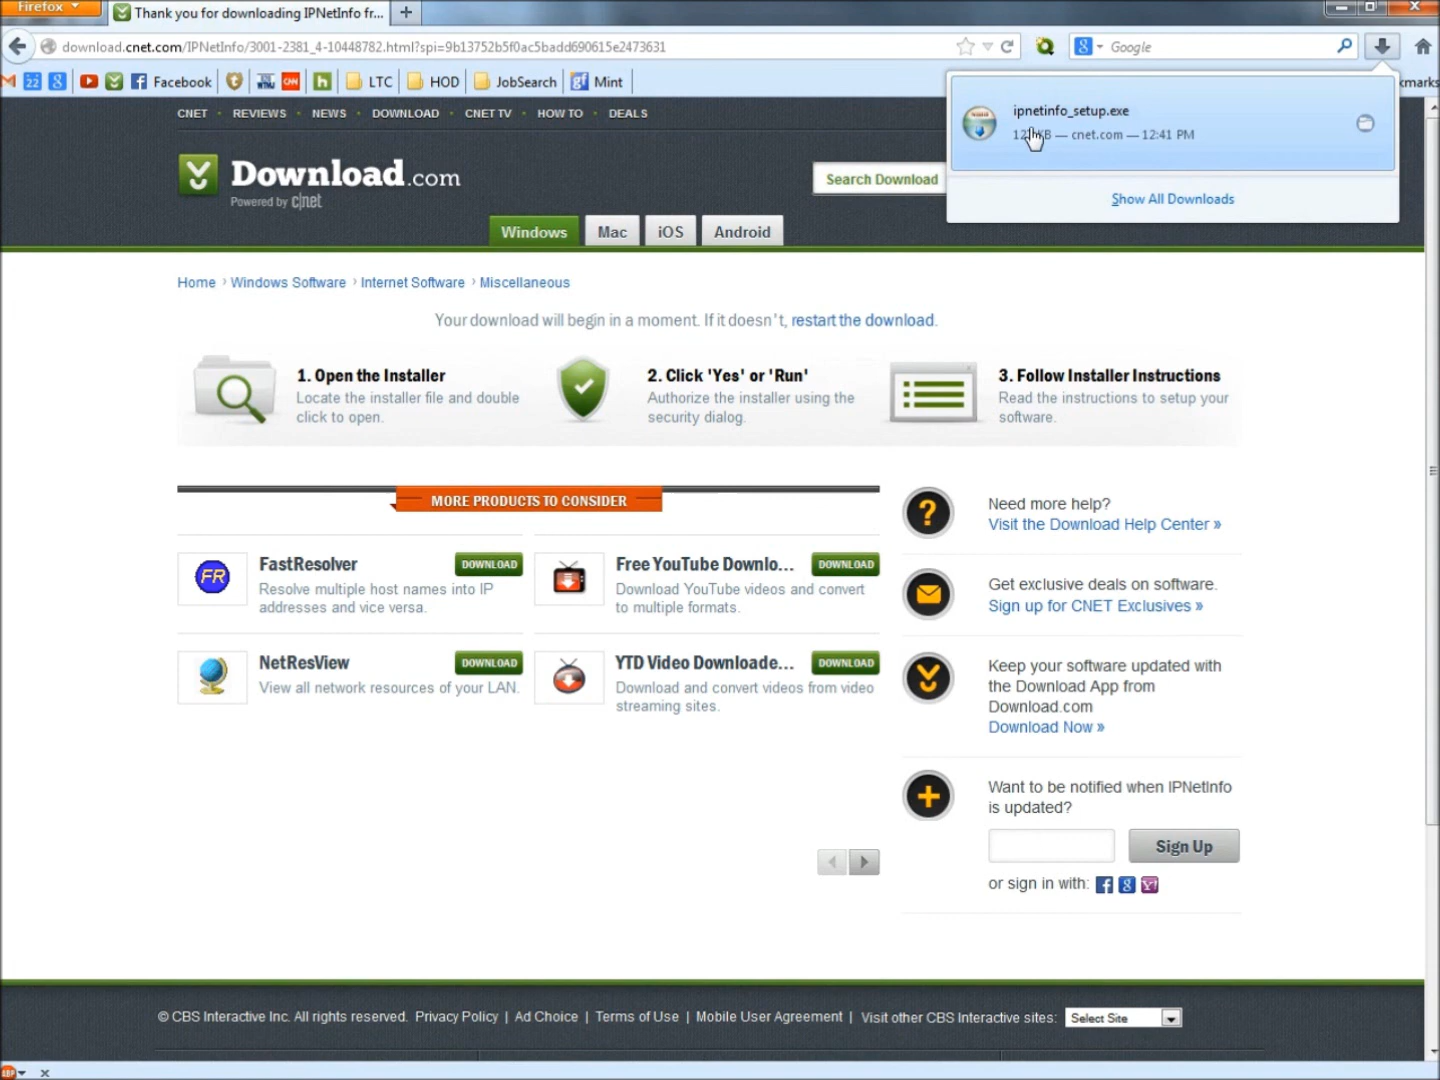 Firefox
Thank you for downloading IPNetInfo fr...
download.cnet.com/IPNetInfo/3001-2381_4-10448782.html?spi=9b13752b5f0ac5badd690615e2473631
Google
22
Facebook
CNN
h
LTC
HOD
JobSearch
gf Mint
CNET
REVIEWS
NEWS
DOWNLOAD
CNET TV
HOW TO
DEALS
ipnetinfo_setup.exe
KB — cnet.com — 12:41 PM
Show All Downloads
Download.com
Powered by c|net
Search Download
Windows
Mac
iOS
Android
Home › Windows Software › Internet Software › Miscellaneous
Your download will begin in a moment. If it doesn't, restart the download.
1. Open the Installer
Locate the installer file and double
click to open.
2. Click 'Yes' or 'Run'
Authorize the installer using the
security dialog.
3. Follow Installer Instructions
Read the instructions to setup your
software.
MORE PRODUCTS TO CONSIDER
FR
FastResolver
DOWNLOAD
Resolve multiple host names into IP
addresses and vice versa.
Free YouTube Downlo...
DOWNLOAD
Download YouTube videos and convert
to multiple formats.
NetResView
DOWNLOAD
View all network resources of your LAN.
YTD Video Downloade...
DOWNLOAD
Download and convert videos from video
streaming sites.
?
Need more help?
Visit the Download Help Center »
Get exclusive deals on software.
Sign up for CNET Exclusives »
Keep your software updated with
the Download App from
Download.com
Download Now »
Want to be notified when IPNetInfo
is updated?
Sign Up
or sign in with:
© CBS Interactive Inc. All rights reserved. Privacy Policy | Ad Choice | Terms of Use | Mobile User Agreement | Visit other CBS Interactive sites: Select Site
ABP